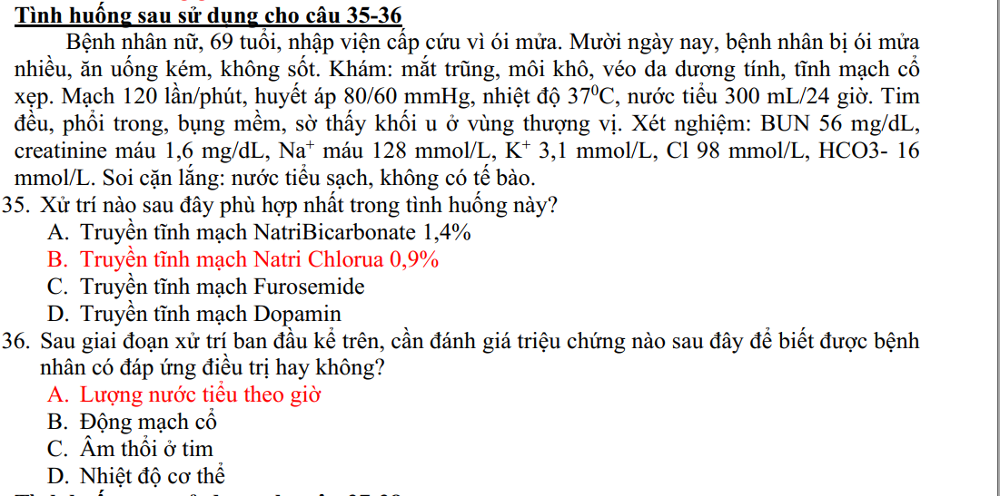 Tình huống sau sử dụng cho câu 35-36
Bệnh nhân nữ, 69 tuổi, nhập viện cấp cứu vì ói mửa. Mười ngày nay, bệnh nhân bị ói mửa
nhiều, ăn uống kém, không sốt. Khám: mắt trũng, môi khô, véo da dương tính, tĩnh mạch cổ
xẹp. Mạch 120 lần/phút, huyết áp 80/60 mmHg, nhiệt độ 37⁰C, nước tiểu 300 mL/24 giờ. Tim
đều, phổi trong, bụng mềm, sờ thấy khối u ở vùng thượng vị. Xét nghiệm: BUN 56 mg/dL,
creatinine máu 1,6 mg/dL, Na⁺ máu 128 mmol/L, K⁺ 3,1 mmol/L, Cl 98 mmol/L, HCO3- 16
mmol/L. Soi cặn lắng: nước tiểu sạch, không có tế bào.
35. Xử trí nào sau đây phù hợp nhất trong tình huống này?
A. Truyền tĩnh mạch NatriBicarbonate 1,4%
B. Truyền tĩnh mạch Natri Chlorua 0,9%
C. Truyền tĩnh mạch Furosemide
D. Truyền tĩnh mạch Dopamin
36. Sau giai đoạn xử trí ban đầu kể trên, cần đánh giá triệu chứng nào sau đây để biết được bệnh
nhân có đáp ứng điều trị hay không?
A. Lượng nước tiểu theo giờ
B. Động mạch cổ
C. Âm thổi ở tim
D. Nhiệt độ cơ thể